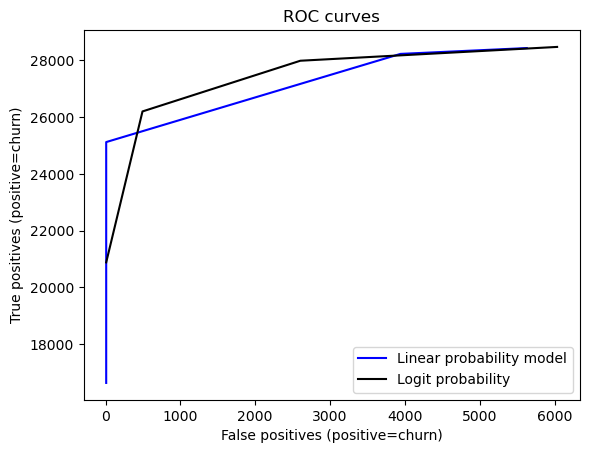 ROC curves
True positives (positive=churn)
28000
26000
24000
22000
20000
18000
Linear probability model
Logit probability
0 1000 2000 3000 4000 5000 6000
False positives (positive=churn)